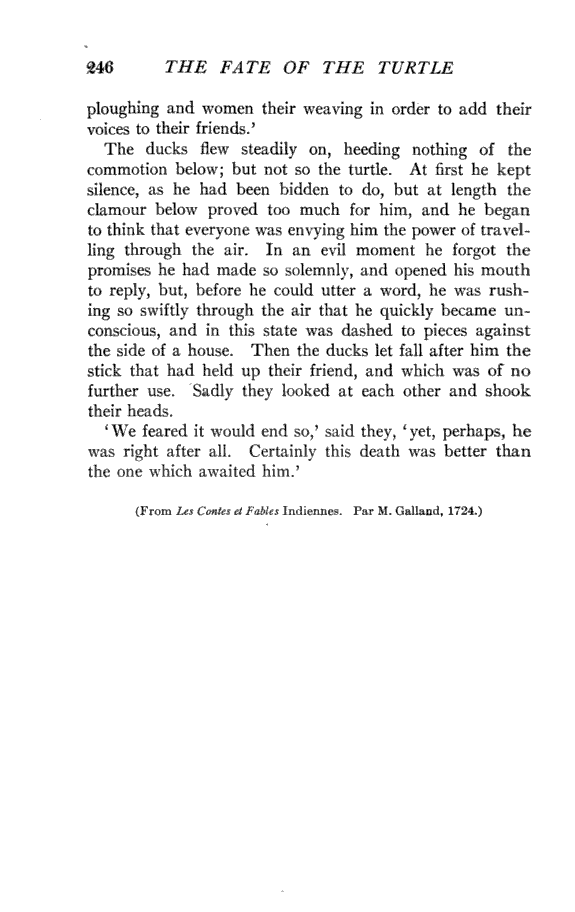 246 THE FATE OF THE TURTLE
ploughing and women their weaving in order to add their
voices to their friends.’
The ducks flew steadily on, heeding nothing of the
commotion below; but not so the turtle. At first he kept
silence, as he had been bidden to do, but at length the
clamour below proved too much for him, and he began
to think that everyone was envying him the power of travel-
ling through the air. In an evil moment he forgot the
promises he had made so solemnly, and opened his mouth
to reply, but, before he could utter a word, he was rush-
ing so swiftly through the air that he quickly became un-
conscious, and in this state was dashed to pieces against
the side of a house. Then the ducks let fall after him the
stick that had held up their friend, and which was of no
further use. Sadly they looked at each other and shook
their heads.
‘We feared it would end so,’ said they, ‘yet, perhaps, he
was right after all. Certainly this death was better than
the one which awaited him.’
(From Les Contes et Fables Indiennes. Par M. Galland, 1724.)